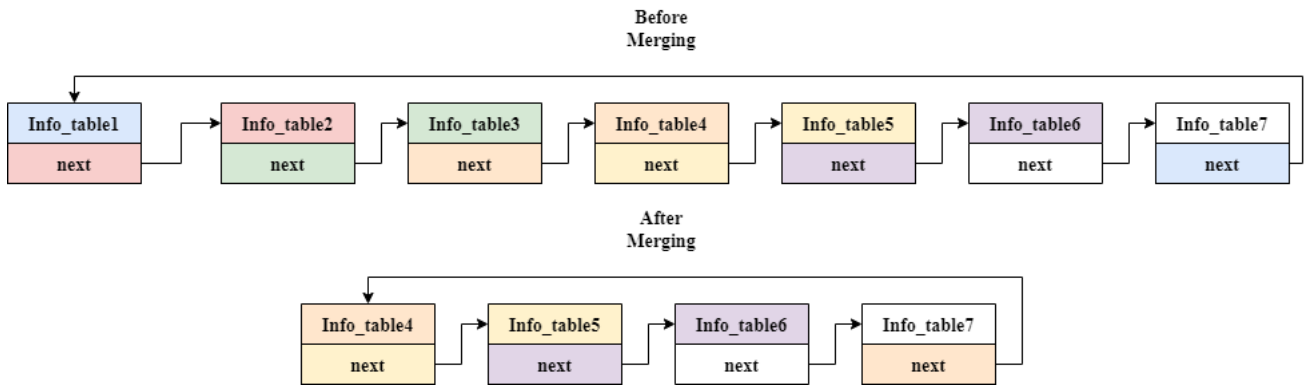 Before
Merging
Info_table1 Info_table2 Info_table3 Info_table4 Info_table5 Info_table6 Info_table7
next next next next next next next
After
Merging
Info_table4 Info_table5 Info_table6 Info_table7
next next next next